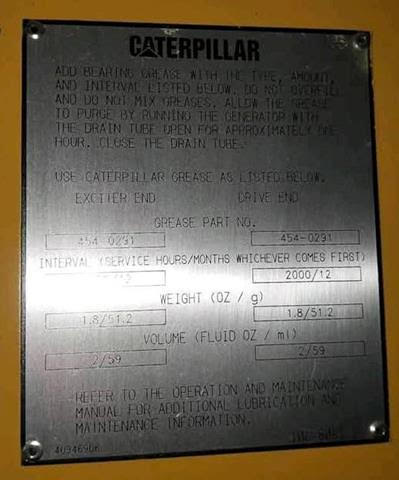 CATERPILLAR
ADD BEARING GREASE WITH THE TYPE, AMOUNT,
AND INTERVAL LISTED BELOW. DO NOT OVERFILL
AND DO NOT MIX GREASES. ALLOW THE GREASE
TO PURGE BY RUNNING THE GENERATOR WITH
THE DRAIN TUBE OPEN FOR APPROXIMATELY ONE
HOUR. CLOSE THE DRAIN TUBE.
USE CATERPILLAR GREASE AS LISTED BELOW.
EXCITER END DRIVE END
GREASE PART NO.
454-0291 454-0291
INTERVAL (SERVICE HOURS/MONTHS WHICHEVER COMES FIRST)
2000/12
WEIGHT (OZ / g)
1.8/51.2 1.8/51.2
VOLUME (FLUID OZ / ml)
2/59 2/59
REFER TO THE OPERATION AND MAINTENANCE
MANUAL FOR ADDITIONAL LUBRICATION AND
MAINTENANCE INFORMATION.